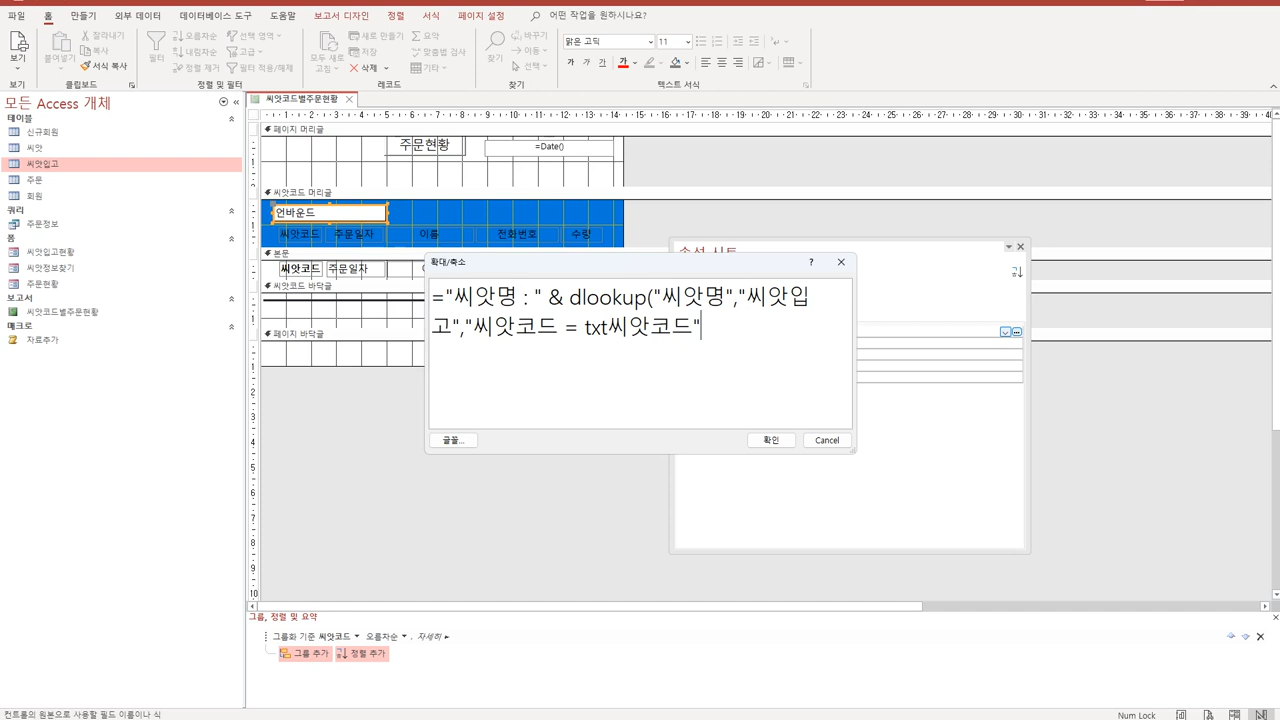 파일 홈 만들기 외부 데이터 데이터베이스 도구 도움말 보고서 디자인 정렬 서식 페이지 설정 어떤 작업을 원하시나요?
보기 붙여넣기 잘라내기 복사 서식 복사
필터 오름차순 내림차순 정렬 제거 선택 영역 고급 필터 적용/해제
모두 새로 고침 새로 만들기 저장 삭제 요약 맞춤법 검사 기타
찾기 바꾸기 이동 선택
맑은 고딕 11
가 가 가 가
보기 클립보드 정렬 및 필터 레코드 찾기 텍스트 서식
모든 Access 개체
테이블
신규회원
씨앗
씨앗입고
주문
회원
쿼리
주문정보
폼
씨앗입고현황
씨앗정보찾기
주문현황
보고서
씨앗코드별주문현황
매크로
자료추가
씨앗코드별주문현황
페이지 머리글
주문현황 =Date()
씨앗코드 머리글
언바운드
씨앗코드 주문일자 이름 전화번호 수량
본문
씨앗코드 주문일자
씨앗코드 바닥글
페이지 바닥글
속성 시트
확대/축소
="씨앗명 : " & dlookup("씨앗명","씨앗입
고","씨앗코드 = txt씨앗코드"
글꼴... 확인 Cancel
그룹, 정렬 및 요약
그룹화 기준 씨앗코드 오름차순 , 자세히
그룹 추가 정렬 추가
컨트롤의 원본으로 사용할 필드 이름이나 식
Num Lock